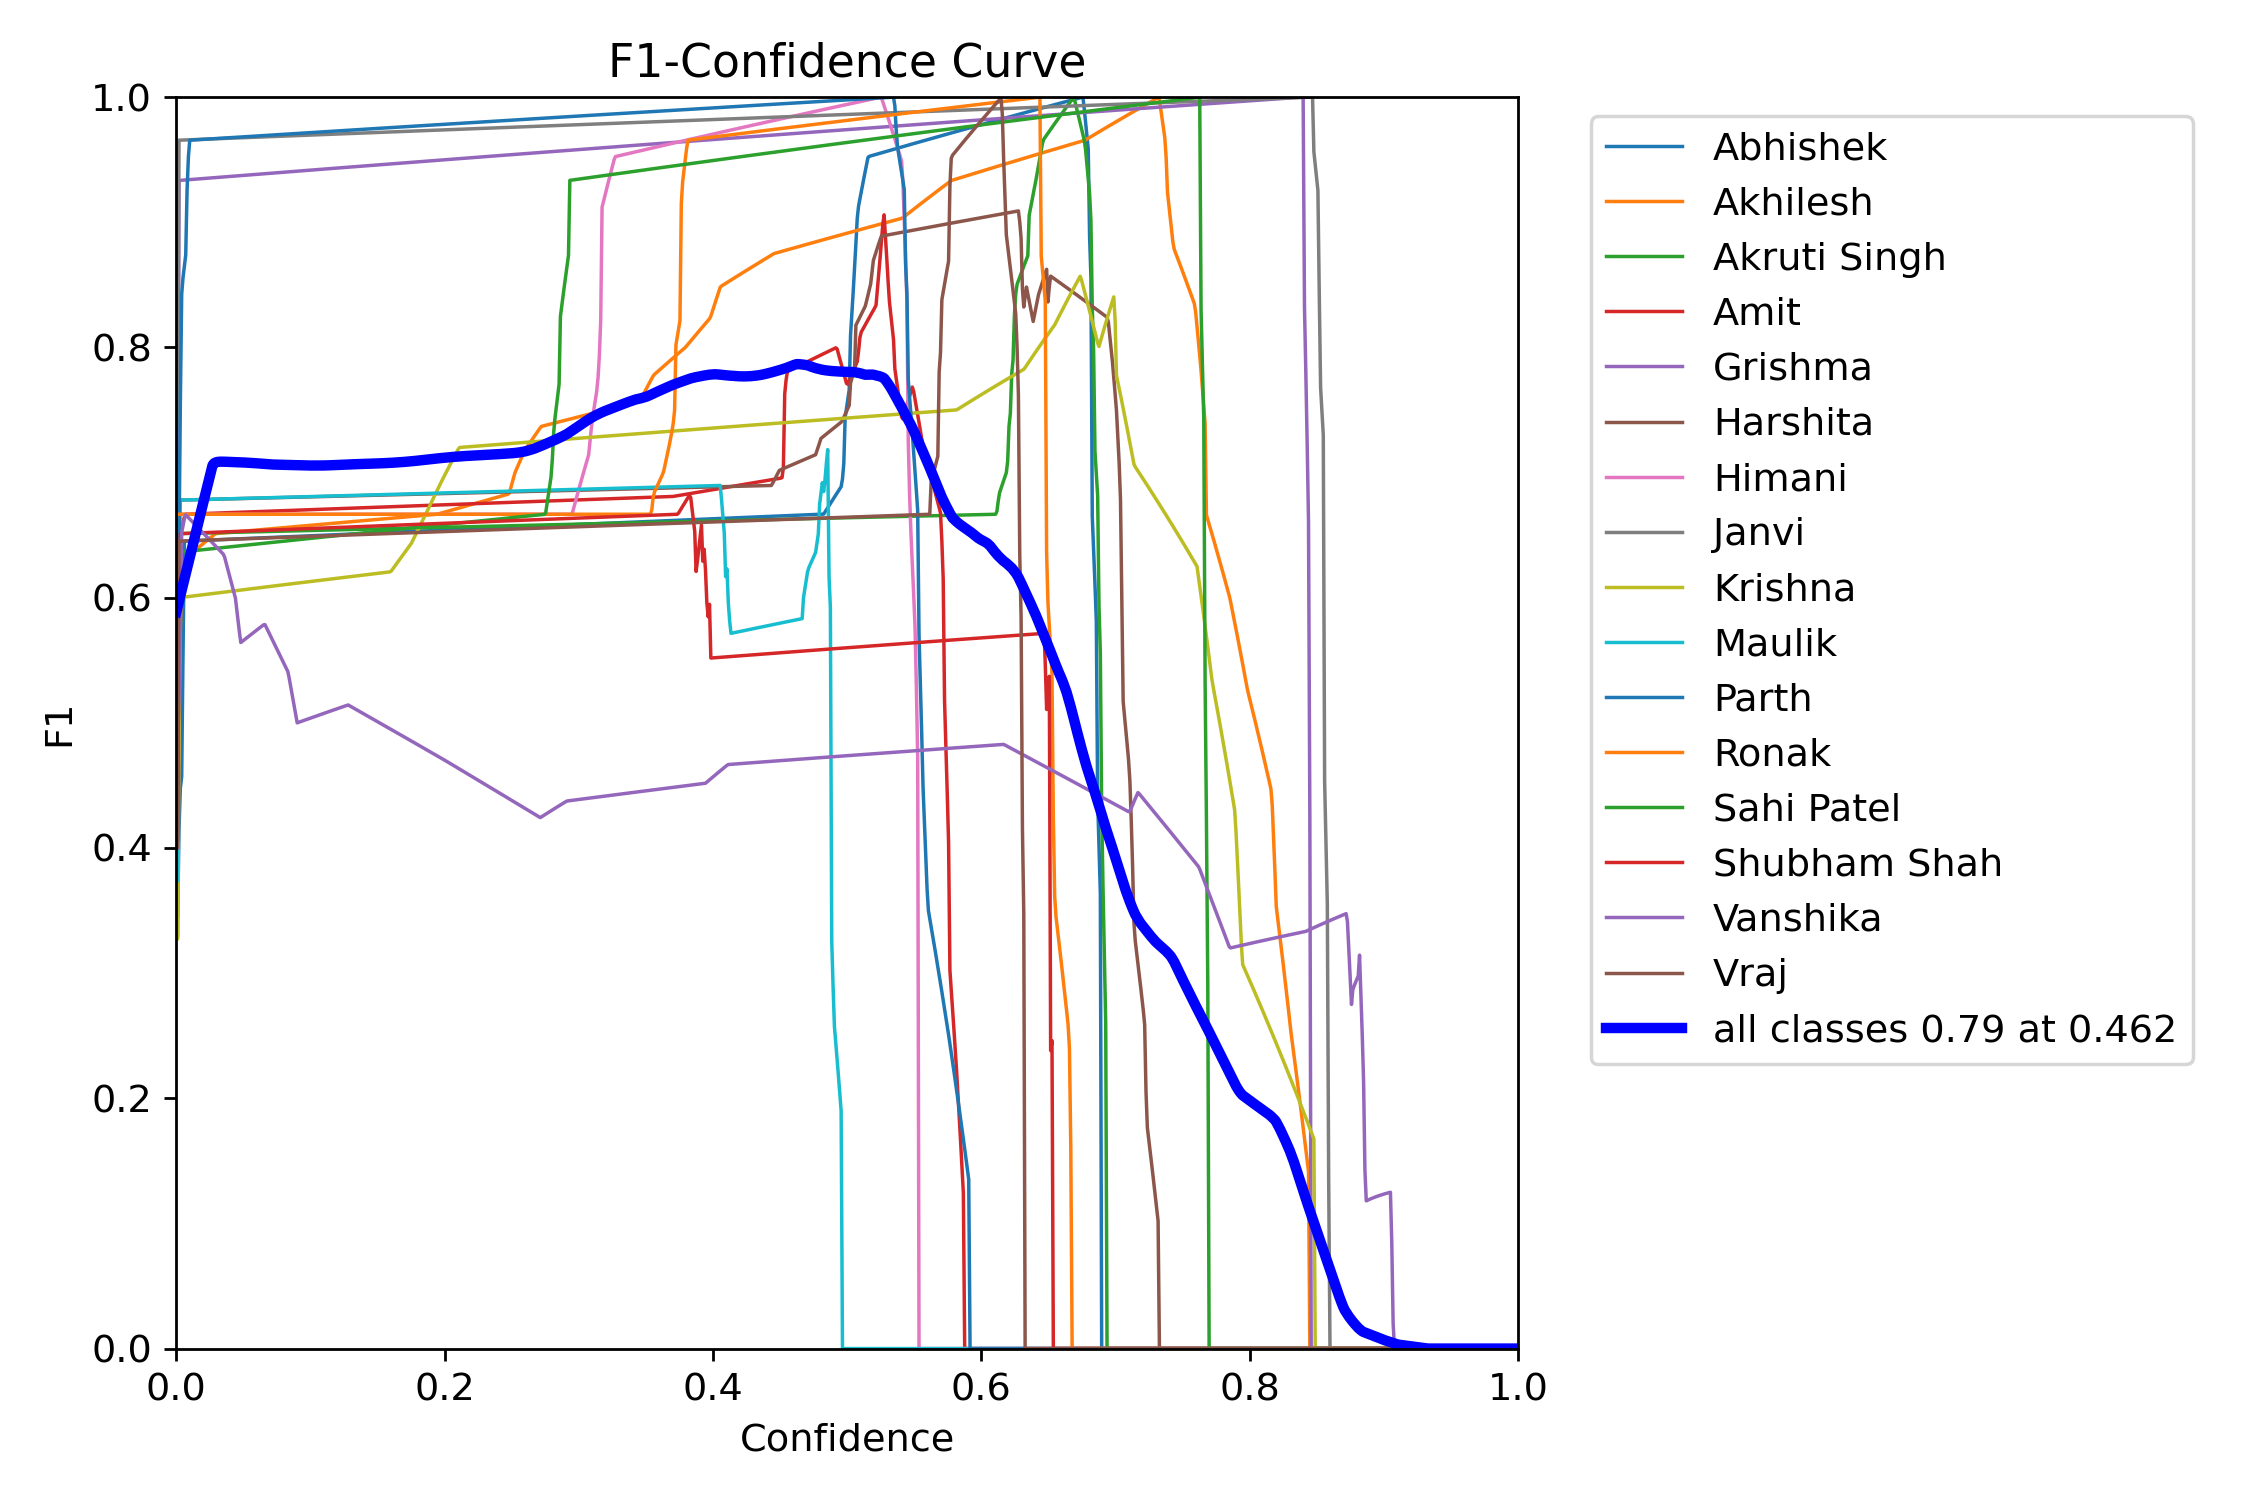 F1-Confidence Curve
1.0
0.8
0.6
0.4
0.2
0.0
F1
0.0 0.2 0.4 0.6 0.8 1.0
Confidence
Abhishek
Akhilesh
Akruti Singh
Amit
Grishma
Harshita
Himani
Janvi
Krishna
Maulik
Parth
Ronak
Sahi Patel
Shubham Shah
Vanshika
Vraj
all classes 0.79 at 0.462